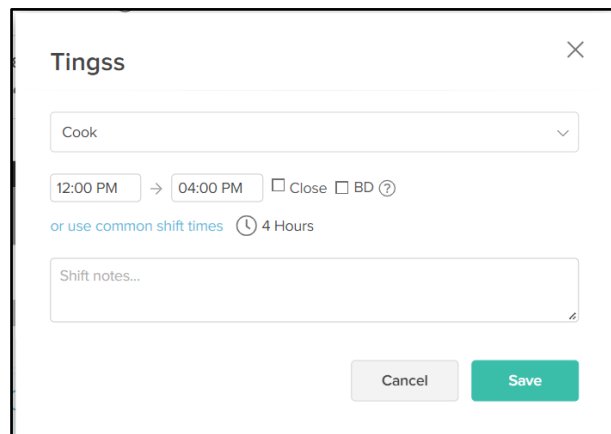 Tingss
Cook
12:00 PM → 04:00 PM Close BD ?
or use common shift times 4 Hours
Shift notes...
Cancel Save